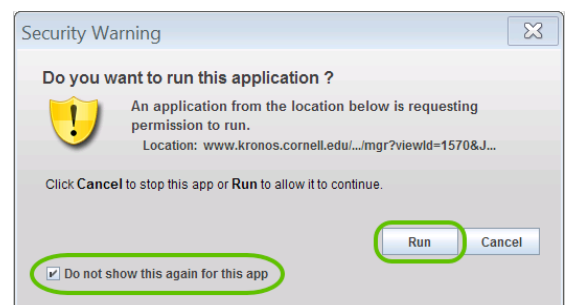 Security Warning
Do you want to run this application ?
An application from the location below is requesting
permission to run.
Location: www.kronos.cornell.edu/.../mgr?viewId=1570&J...
Click Cancel to stop this app or Run to allow it to continue.
Run Cancel
Do not show this again for this app